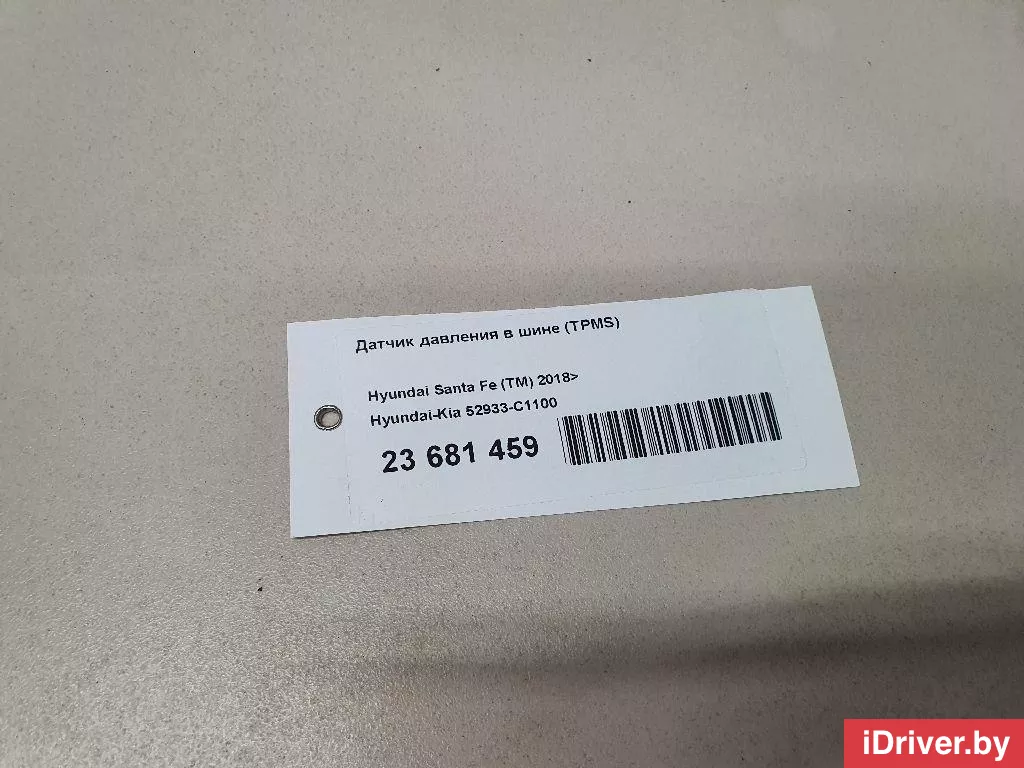 Датчик давления в шине (TPMS)
Hyundai Santa Fe (TM) 2018>
Hyundai-Kia 52933-C1100
23 681 459
iDriver.by